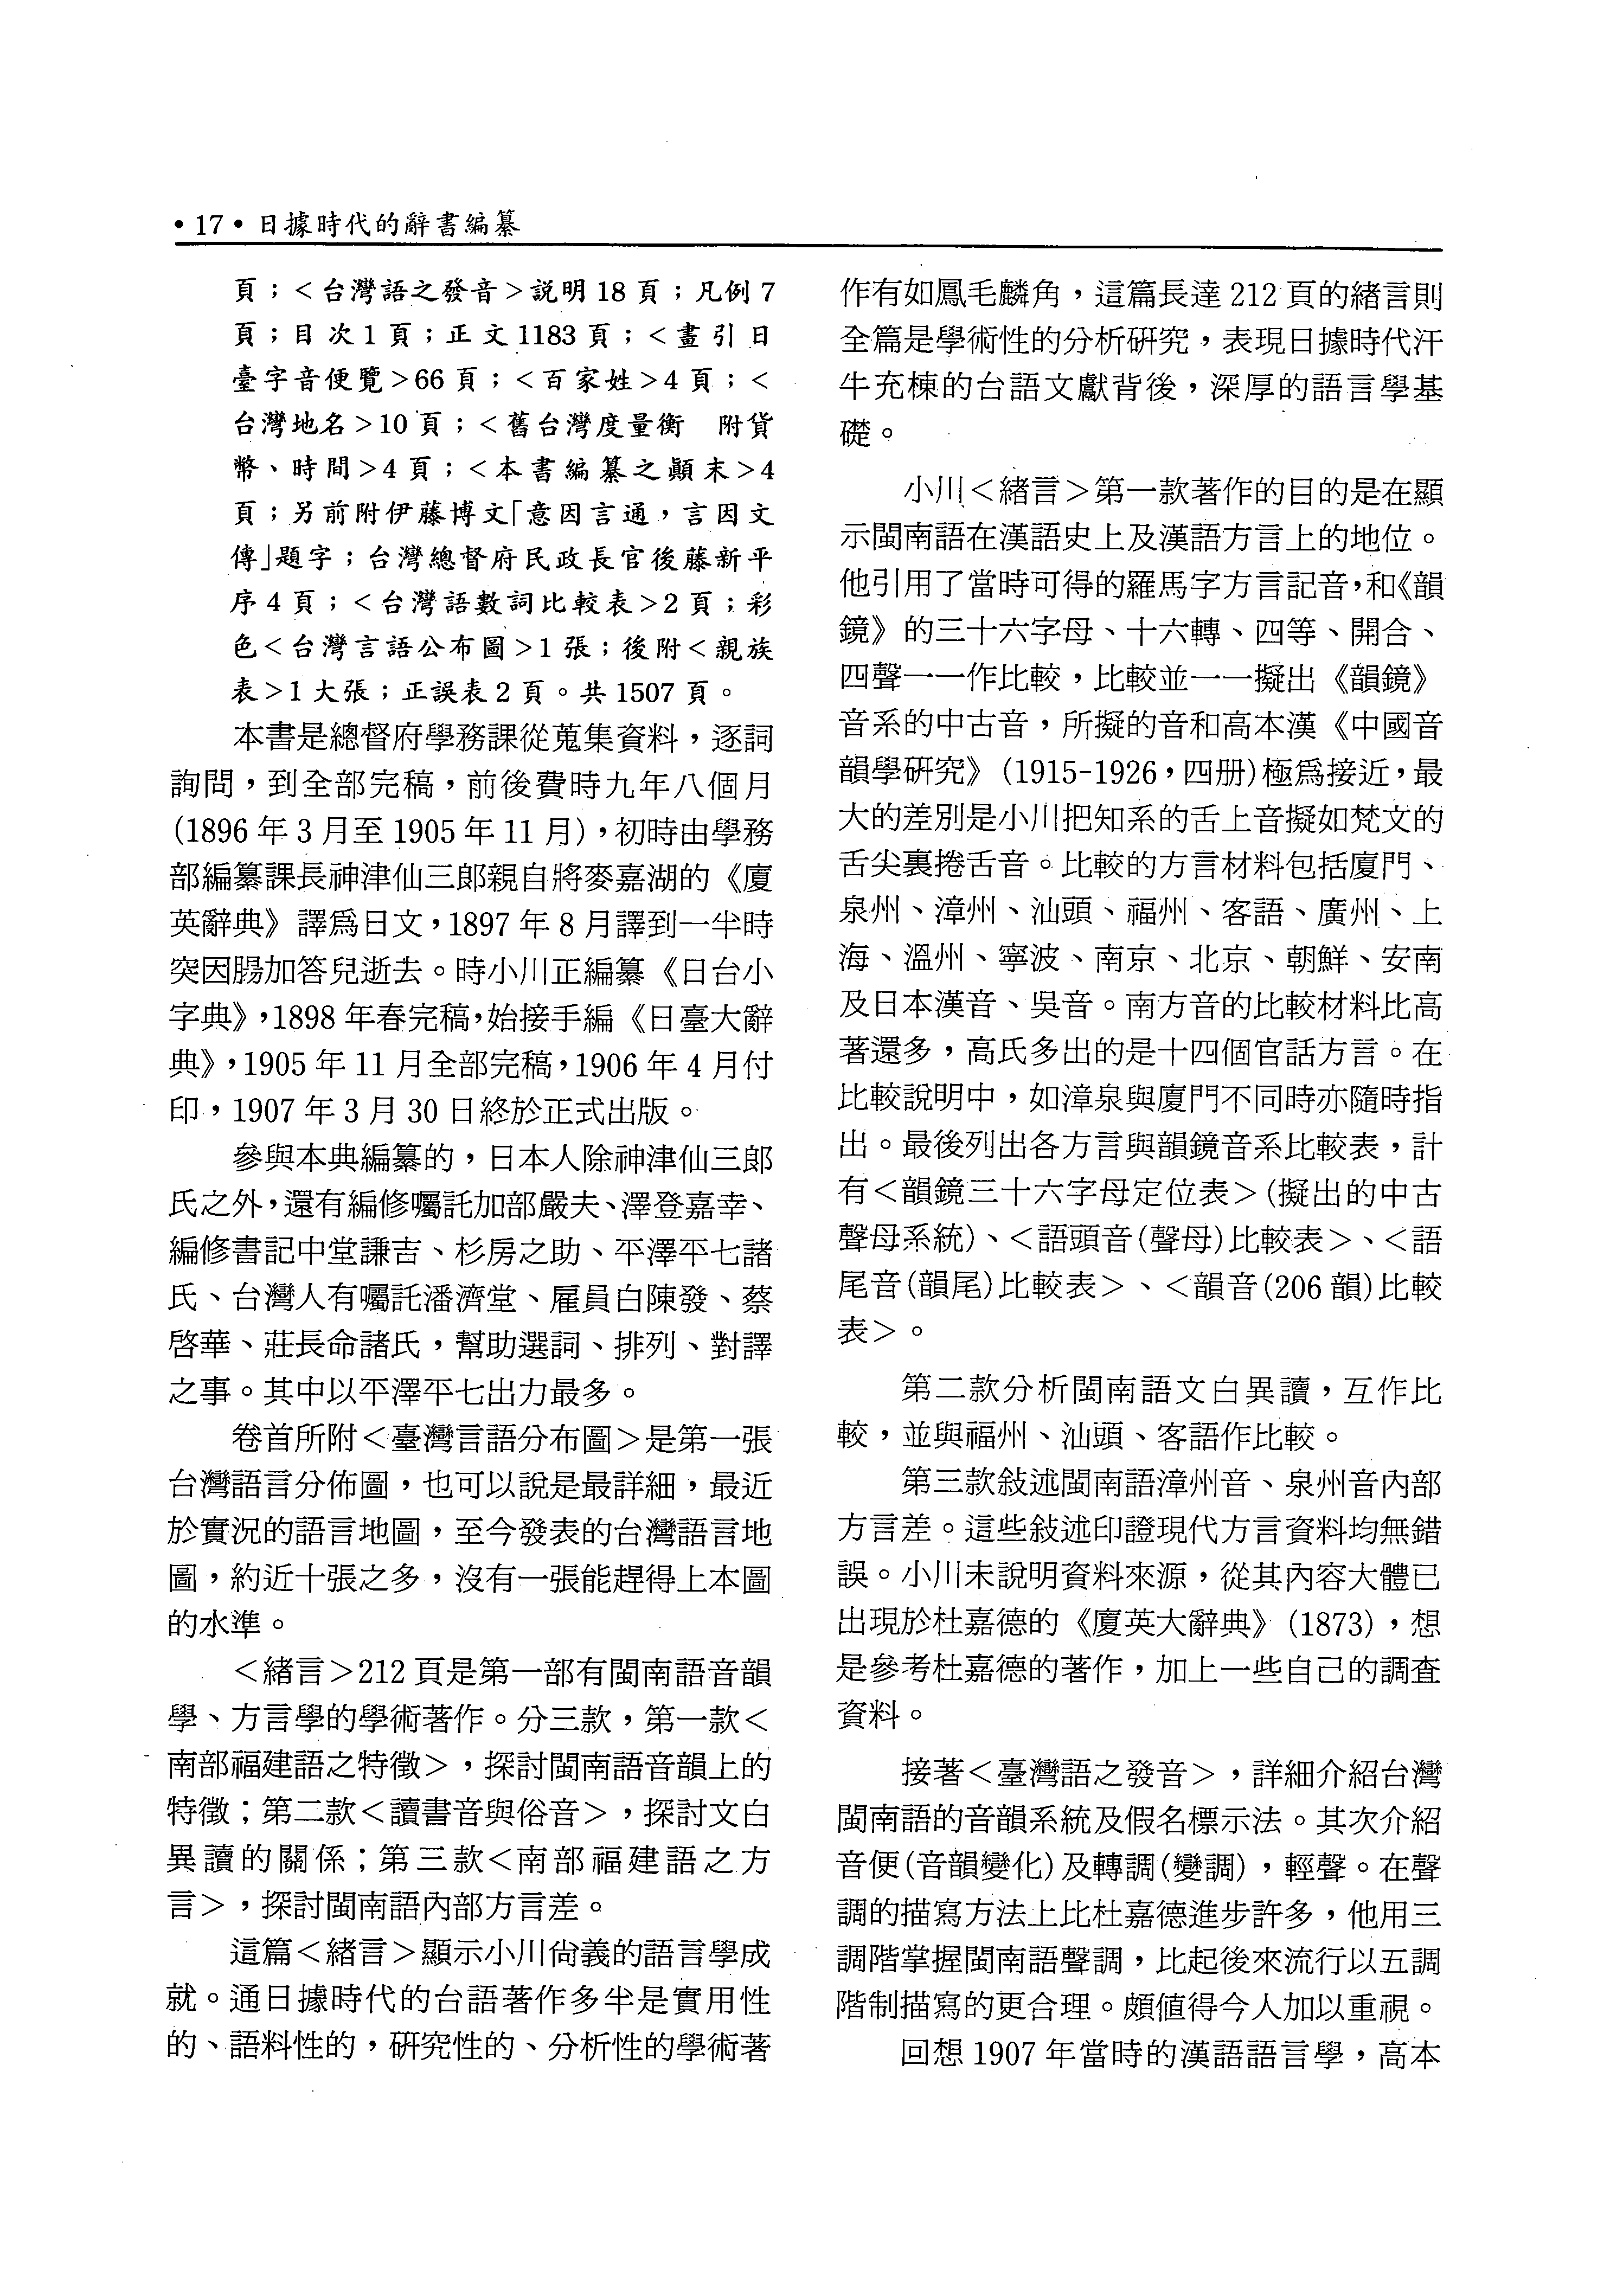 • 17 • 日據時代的辭書編纂
頁；<台灣語之發音>說明 18 頁；凡例 7
頁；目次 1 頁；正文 1183 頁；<畫引日
臺字音便覽>66 頁；<百家姓>4 頁；<
台灣地名>10 頁；<舊台灣度量衡　附貨
幣、時間>4 頁；<本書編纂之顛末>4
頁；另前附伊藤博文「意因言通，言因文
傳」題字；台灣總督府民政長官後藤新平
序 4 頁；<台灣語數詞比較表>2 頁；彩
色<台灣言語公布圖>1 張；後附<親族
表>1 大張；正誤表 2 頁。共 1507 頁。
本書是總督府學務課從蒐集資料，逐詞
詢問，到全部完稿，前後費時九年八個月
(1896 年 3 月至 1905 年 11 月)，初時由學務
部編纂課長神津仙三郎親自將麥嘉湖的《廈
英辭典》譯爲日文，1897 年 8 月譯到一半時
突因腸加答兒逝去。時小川正編纂《日台小
字典》，1898 年春完稿，始接手編《日臺大辭
典》，1905 年 11 月全部完稿，1906 年 4 月付
印，1907 年 3 月 30 日終於正式出版。
參與本典編纂的，日本人除神津仙三郎
氏之外，還有編修囑託加部嚴夫、澤登嘉幸、
編修書記中堂謙吉、杉房之助、平澤平七諸
氏、台灣人有囑託潘濟堂、雇員白陳發、蔡
啓華、莊長命諸氏，幫助選詞、排列、對譯
之事。其中以平澤平七出力最多。
卷首所附<臺灣言語分布圖>是第一張
台灣語言分佈圖，也可以說是最詳細，最近
於實況的語言地圖，至今發表的台灣語言地
圖，約近十張之多，沒有一張能趕得上本圖
的水準。
<緒言>212 頁是第一部有閩南語音韻
學、方言學的學術著作。分三款，第一款<
南部福建語之特徵>，探討閩南語音韻上的
特徵；第二款<讀書音與俗音>，探討文白
異讀的關係；第三款<南部福建語之方
言>，探討閩南語內部方言差。
這篇<緒言>顯示小川尙義的語言學成
就。通日據時代的台語著作多半是實用性
的、語料性的，研究性的、分析性的學術著
作有如鳳毛麟角，這篇長達 212 頁的緒言則
全篇是學術性的分析研究，表現日據時代汗
牛充棟的台語文獻背後，深厚的語言學基
礎。
小川<緒言>第一款著作的目的是在顯
示閩南語在漢語史上及漢語方言上的地位。
他引用了當時可得的羅馬字方言記音，和《韻
鏡》的三十六字母、十六轉、四等、開合、
四聲一一作比較，比較並一一擬出《韻鏡》
音系的中古音，所擬的音和高本漢《中國音
韻學研究》(1915-1926，四册)極爲接近，最
大的差別是小川把知系的舌上音擬如梵文的
舌尖裏捲舌音。比較的方言材料包括廈門、
泉州、漳州、汕頭、福州、客語、廣州、上
海、溫州、寧波、南京、北京、朝鮮、安南
及日本漢音、吳音。南方音的比較材料比高
著還多，高氏多出的是十四個官話方言。在
比較說明中，如漳泉與廈門不同時亦隨時指
出。最後列出各方言與韻鏡音系比較表，計
有<韻鏡三十六字母定位表>(擬出的中古
聲母系統)、<語頭音(聲母)比較表>、<語
尾音(韻尾)比較表>、<韻音(206 韻)比較
表>。
第二款分析閩南語文白異讀，互作比
較，並與福州、汕頭、客語作比較。
第三款敍述閩南語漳州音、泉州音內部
方言差。這些敍述印證現代方言資料均無錯
誤。小川未說明資料來源，從其內容大體已
出現於杜嘉德的《廈英大辭典》(1873)，想
是參考杜嘉德的著作，加上一些自己的調查
資料。
接著<臺灣語之發音>，詳細介紹台灣
閩南語的音韻系統及假名標示法。其次介紹
音便(音韻變化)及轉調(變調)，輕聲。在聲
調的描寫方法上比杜嘉德進步許多，他用三
調階掌握閩南語聲調，比起後來流行以五調
階制描寫的更合理。頗値得今人加以重視。
回想 1907 年當時的漢語語言學，高本